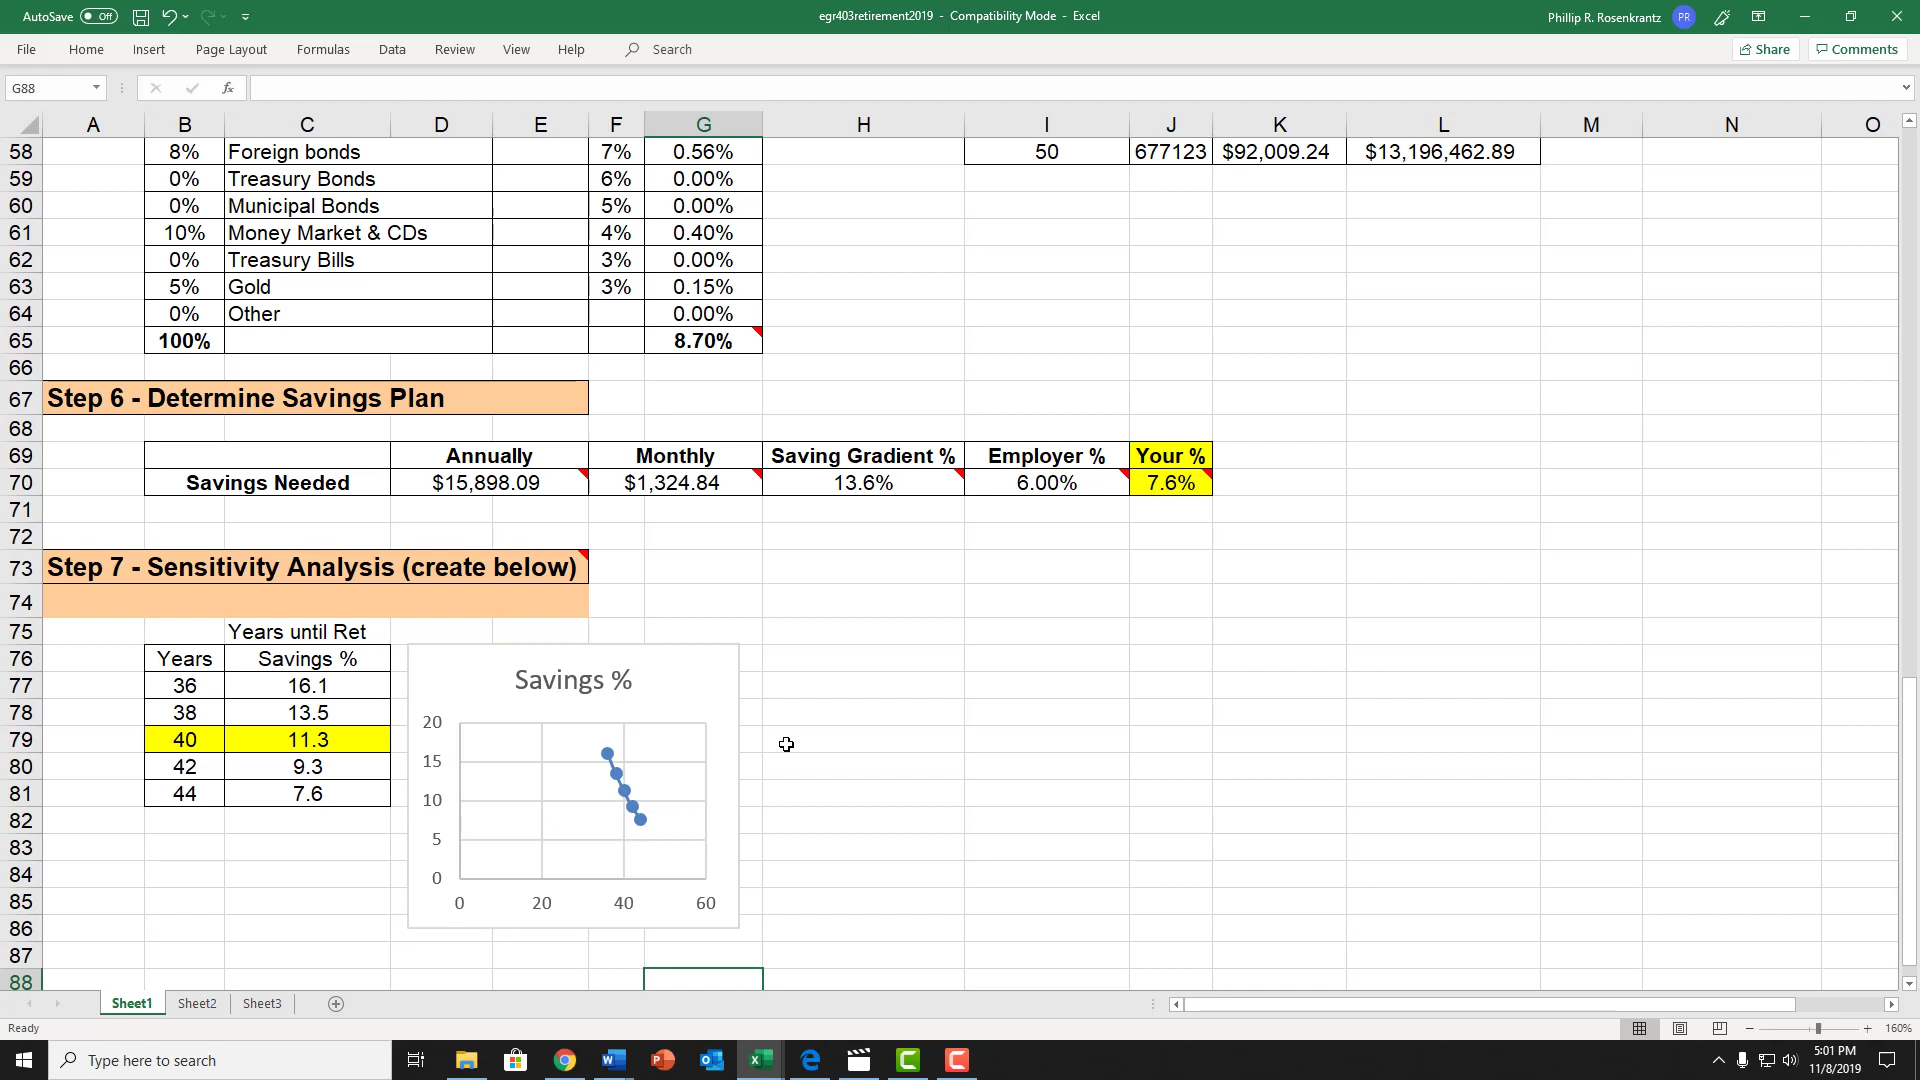 AutoSave Off
egr403retirement2019 - Compatibility Mode - Excel
Phillip R. Rosenkrantz PR
File Home Insert Page Layout Formulas Data Review View Help Search
Share Comments
G88 fx
A B C D E F G H I J K L M N O
58 8% Foreign bonds 7% 0.56% 50 677123 $92,009.24 $13,196,462.89
59 0% Treasury Bonds 6% 0.00%
60 0% Municipal Bonds 5% 0.00%
61 10% Money Market & CDs 4% 0.40%
62 0% Treasury Bills 3% 0.00%
63 5% Gold 3% 0.15%
64 0% Other 0.00%
65 100% 8.70%
66
67 Step 6 - Determine Savings Plan
68
69 Annually Monthly Saving Gradient % Employer % Your %
70 Savings Needed $15,898.09 $1,324.84 13.6% 6.00% 7.6%
71
72
73 Step 7 - Sensitivity Analysis (create below)
74
75 Years until Ret
76 Years Savings %
77 36 16.1
78 38 13.5
79 40 11.3
80 42 9.3
81 44 7.6
82
83
84
85
86
87
88
Savings %
20
15
10
5
0
0 20 40 60
Sheet1 Sheet2 Sheet3
Ready
160%
Type here to search
5:01 PM
11/8/2019